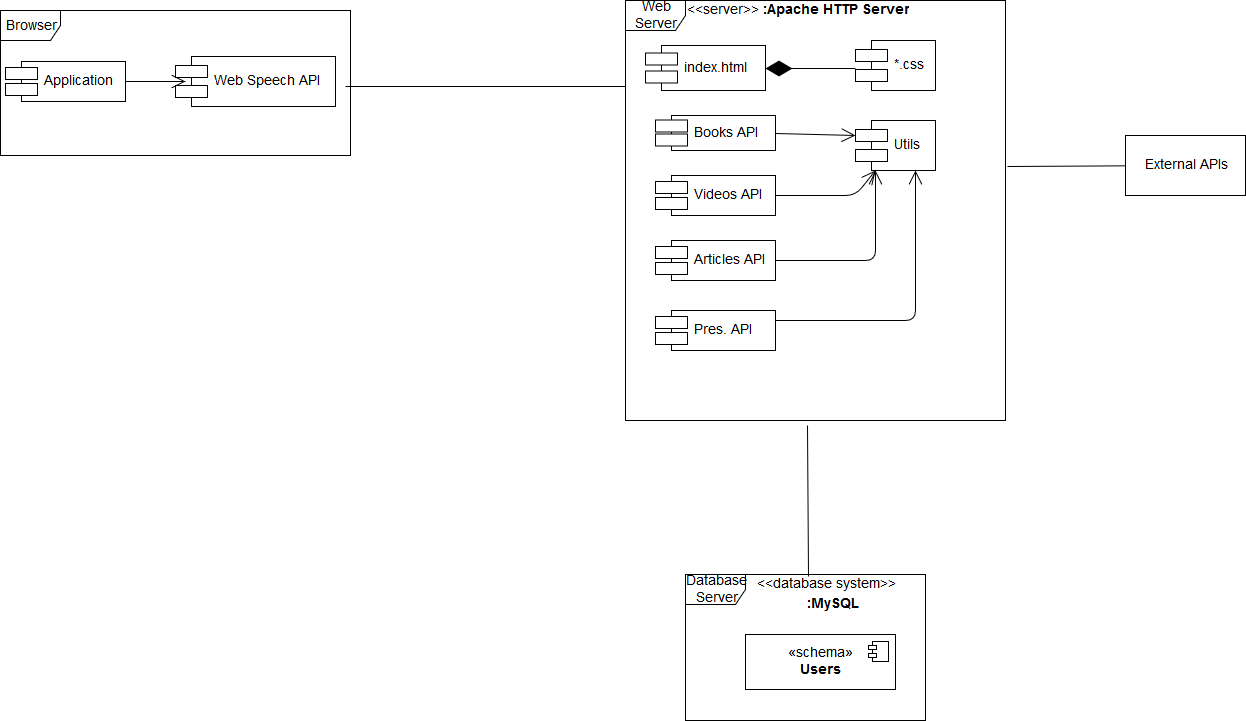 Browser
Application
Web Speech API
Web
Server
<<server>> :Apache HTTP Server
index.html
*.css
Books API
Utils
Videos API
Articles API
Pres. API
External APIs
Database
Server
<<database system>>
:MySQL
«schema»
Users